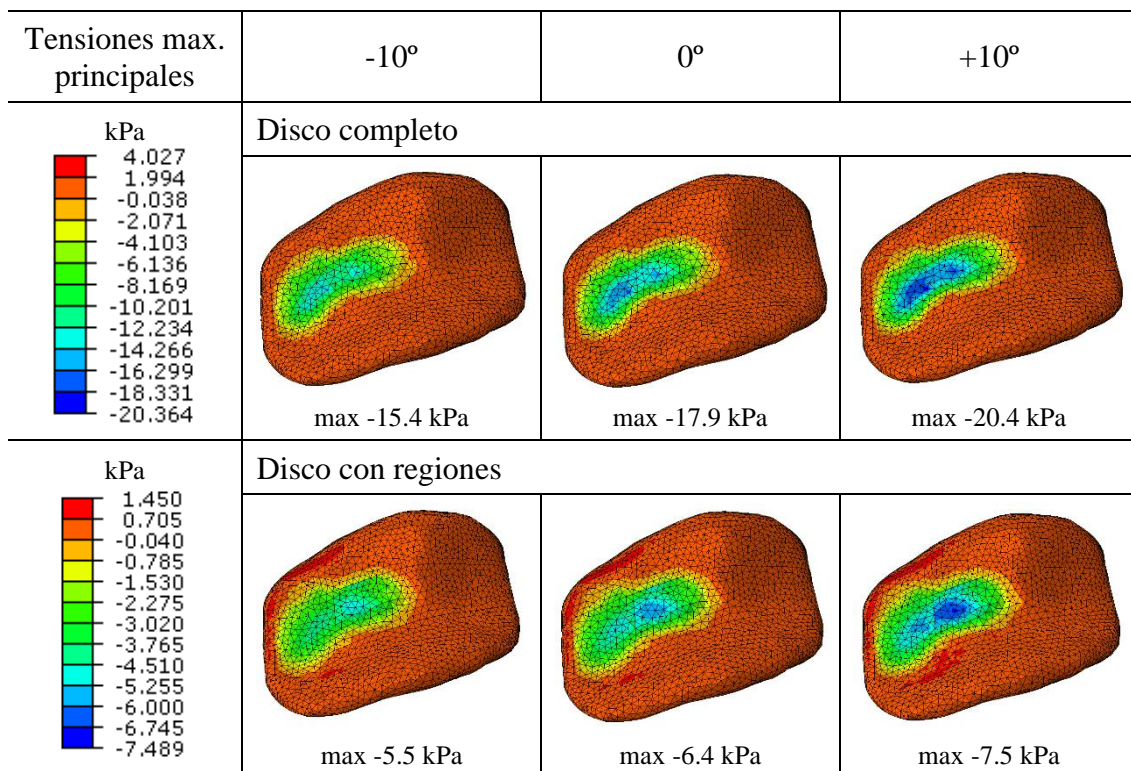 Tensiones max.
principales
-10º
0º
+10º
kPa
Disco completo
4.027
1.994
-0.038
-2.071
-4.103
-6.136
-8.169
-10.201
-12.234
-14.266
-16.299
-18.331
-20.364
max -15.4 kPa
max -17.9 kPa
max -20.4 kPa
kPa
Disco con regiones
1.450
0.705
-0.040
-0.785
-1.530
-2.275
-3.020
-3.765
-4.510
-5.255
-6.000
-6.745
-7.489
max -5.5 kPa
max -6.4 kPa
max -7.5 kPa